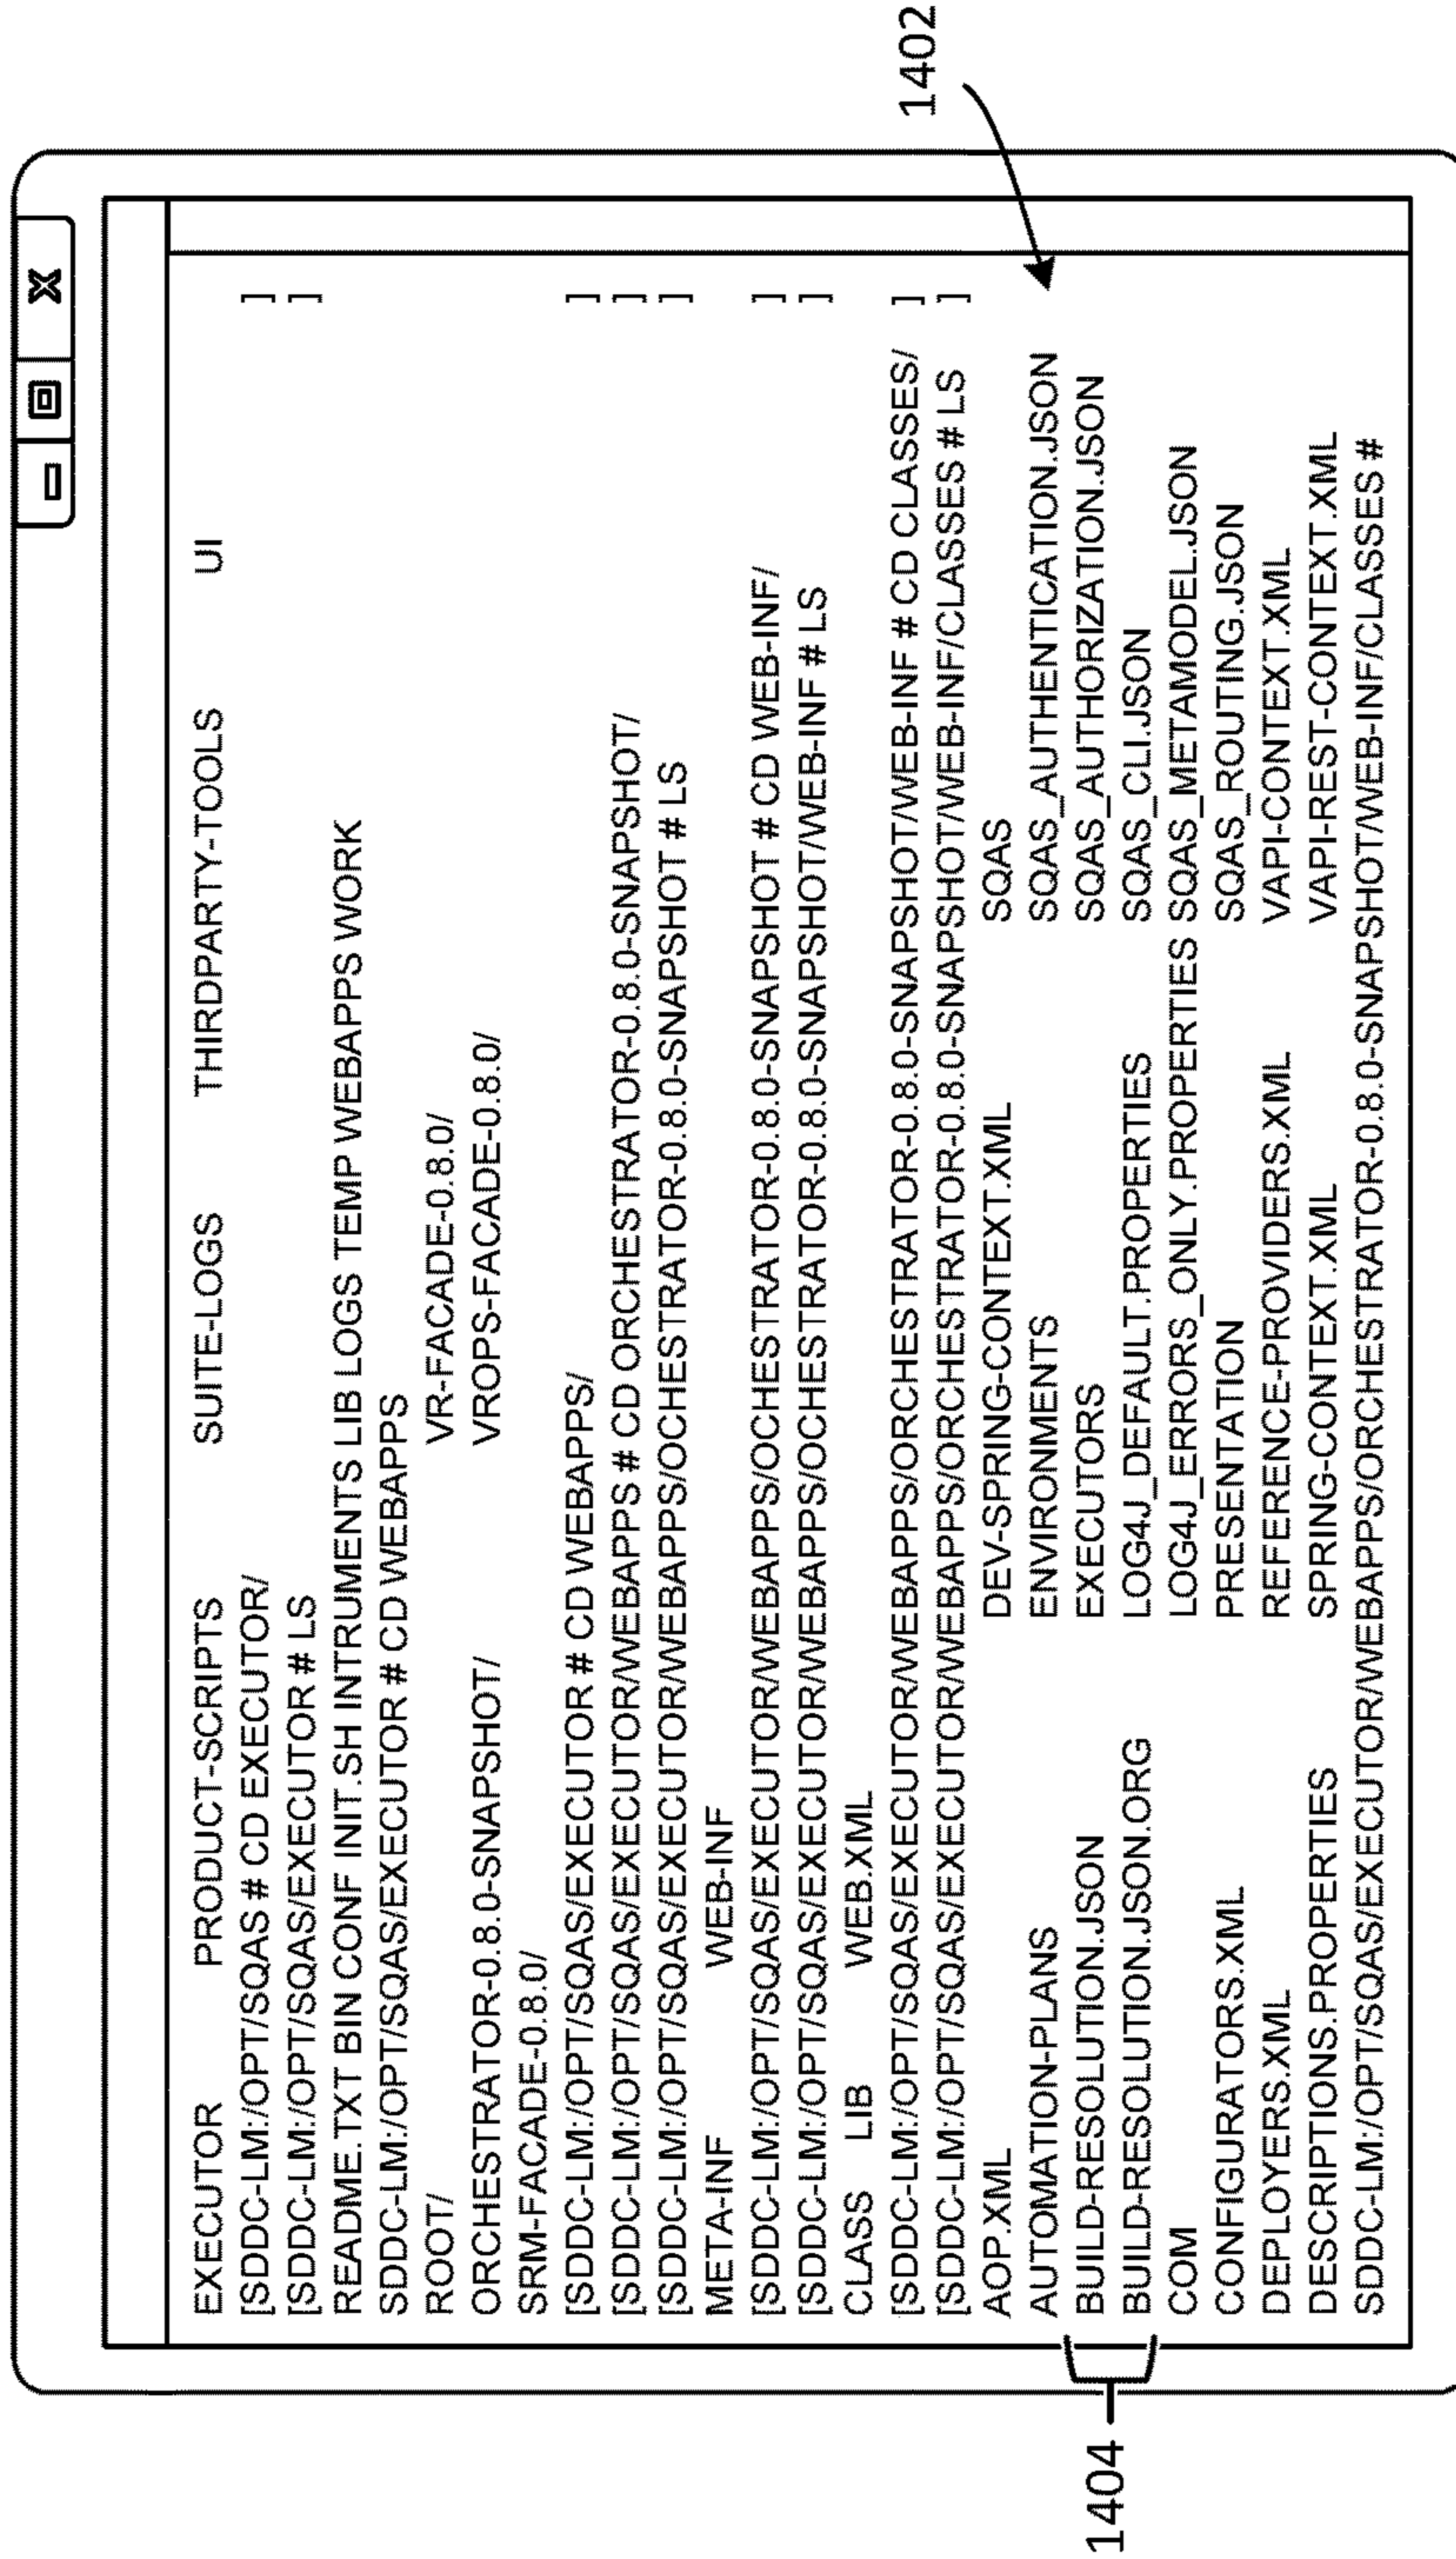 EXECUTOR PRODUCT-SCRIPTS SUITE-LOGS THIRDPARTY-TOOLS UI
[SDDC-LM:/OPT/SQAS # CD EXECUTOR/ ]
[SDDC-LM:/OPT/SQAS/EXECUTOR # LS ]
README.TXT BIN CONF INIT.SH INTRUMENTS LIB LOGS TEMP WEBAPPS WORK
SDDC-LM:/OPT/SQAS/EXECUTOR # CD WEBAPPS
ROOT/ VR-FACADE-0.8.0/
ORCHESTRATOR-0.8.0-SNAPSHOT/ VROPS-FACADE-0.8.0/
SRM-FACADE-0.8.0/
[SDDC-LM:/OPT/SQAS/EXECUTOR # CD WEBAPPS/ ]
[SDDC-LM:/OPT/SQAS/EXECUTOR/WEBAPPS # CD ORCHESTRATOR-0.8.0-SNAPSHOT/ ]
[SDDC-LM:/OPT/SQAS/EXECUTOR/WEBAPPS/OCHESTRATOR-0.8.0-SNAPSHOT # LS ]
META-INF WEB-INF
[SDDC-LM:/OPT/SQAS/EXECUTOR/WEBAPPS/OCHESTRATOR-0.8.0-SNAPSHOT # CD WEB-INF/ ]
[SDDC-LM:/OPT/SQAS/EXECUTOR/WEBAPPS/OCHESTRATOR-0.8.0-SNAPSHOT/WEB-INF # LS ]
CLASS LIB WEB.XML
[SDDC-LM:/OPT/SQAS/EXECUTOR/WEBAPPS/ORCHESTRATOR-0.8.0-SNAPSHOT/WEB-INF # CD CLASSES/ ]
[SDDC-LM:/OPT/SQAS/EXECUTOR/WEBAPPS/ORCHESTRATOR-0.8.0-SNAPSHOT/WEB-INF/CLASSES # LS ]
AOP.XML DEV-SPRING-CONTEXT.XML SQAS
AUTOMATION-PLANS ENVIRONMENTS SQAS_AUTHENTICATION.JSON
BUILD-RESOLUTION.JSON EXECUTORS SQAS_AUTHORIZATION.JSON
BUILD-RESOLUTION.JSON.ORG LOG4J_DEFAULT.PROPERTIES SQAS_CLI.JSON
COM LOG4J_ERRORS_ONLY.PROPERTIES SQAS_METAMODEL.JSON
CONFIGURATORS.XML PRESENTATION SQAS_ROUTING.JSON
DEPLOYERS.XML REFERENCE-PROVIDERS.XML VAPI-CONTEXT.XML
DESCRIPTIONS.PROPERTIES SPRING-CONTEXT.XML VAPI-REST-CONTEXT.XML
SDDC-LM:/OPT/SQAS/EXECUTOR/WEBAPPS/ORCHESTRATOR-0.8.0-SNAPSHOT/WEB-INF/CLASSES #
1402
1404